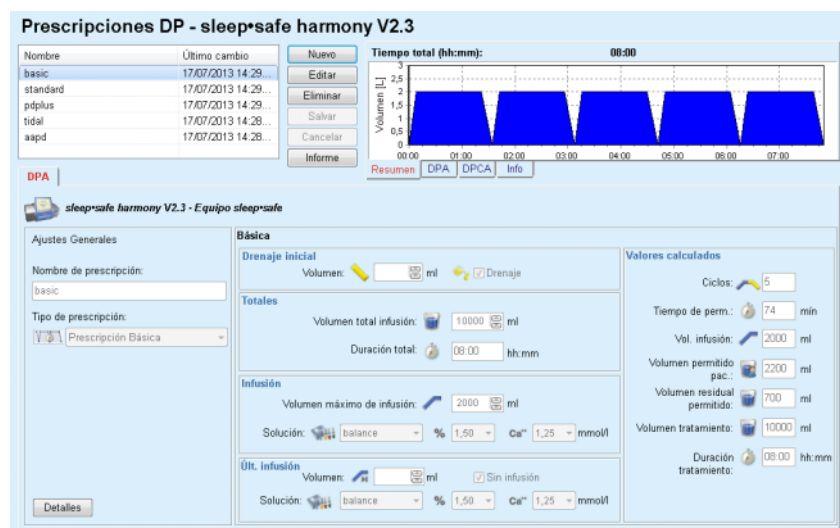 Prescripciones DP - sleep•safe harmony V2.3
Nombre Último cambio
basic 17/07/2013 14:29...
standard 17/07/2013 14:29...
pdplus 17/07/2013 14:29...
tidal 17/07/2013 14:28...
aapd 17/07/2013 14:28...
Nuevo
Editar
Eliminar
Salvar
Cancelar
Informe
Tiempo total (hh:mm): 08:00
Volumen [L]
3
2,5
2
1,5
1
0,5
0
00:00 01:00 02:00 03:00 04:00 05:00 06:00 07:00
Resumen DPA DPCA Info
DPA
sleep•safe harmony V2.3 - Equipo sleep•safe
Ajustes Generales
Nombre de prescripción:
basic
Tipo de prescripción:
Prescripción Básica
Detalles
Básica
Drenaje inicial
Volumen: ml Drenaje
Totales
Volumen total infusión: 10000 ml
Duración total: 08:00 hh:mm
Infusión
Volumen máximo de infusión: 2000 ml
Solución: balance % 1,50 Ca⁺⁺ 1,25 mmol/l
Últ. infusión
Volumen: ml Sin infusión
Solución: balance % 1,50 Ca⁺⁺ 1,25 mmol/l
Valores calculados
Ciclos: 5
Tiempo de perm.: 74 mín
Vol. infusión: 2000 ml
Volumen permitido
pac.: 2200 ml
Volumen residual
permitido: 700 ml
Volumen tratamiento: 10000 ml
Duración
tratamiento: 08:00 hh:mm